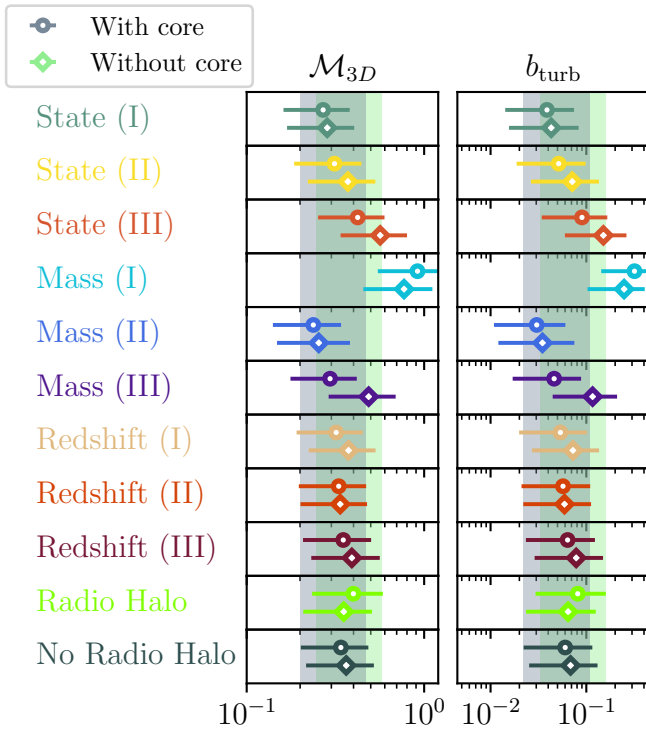 With core
Without core
$\mathcal{M}_{3D}$ $b_{\mathrm{turb}}$
State (I)
State (II)
State (III)
Mass (I)
Mass (II)
Mass (III)
Redshift (I)
Redshift (II)
Redshift (III)
Radio Halo
No Radio Halo
$10^{-1}$ $10^{0}$ $10^{-2}$ $10^{-1}$